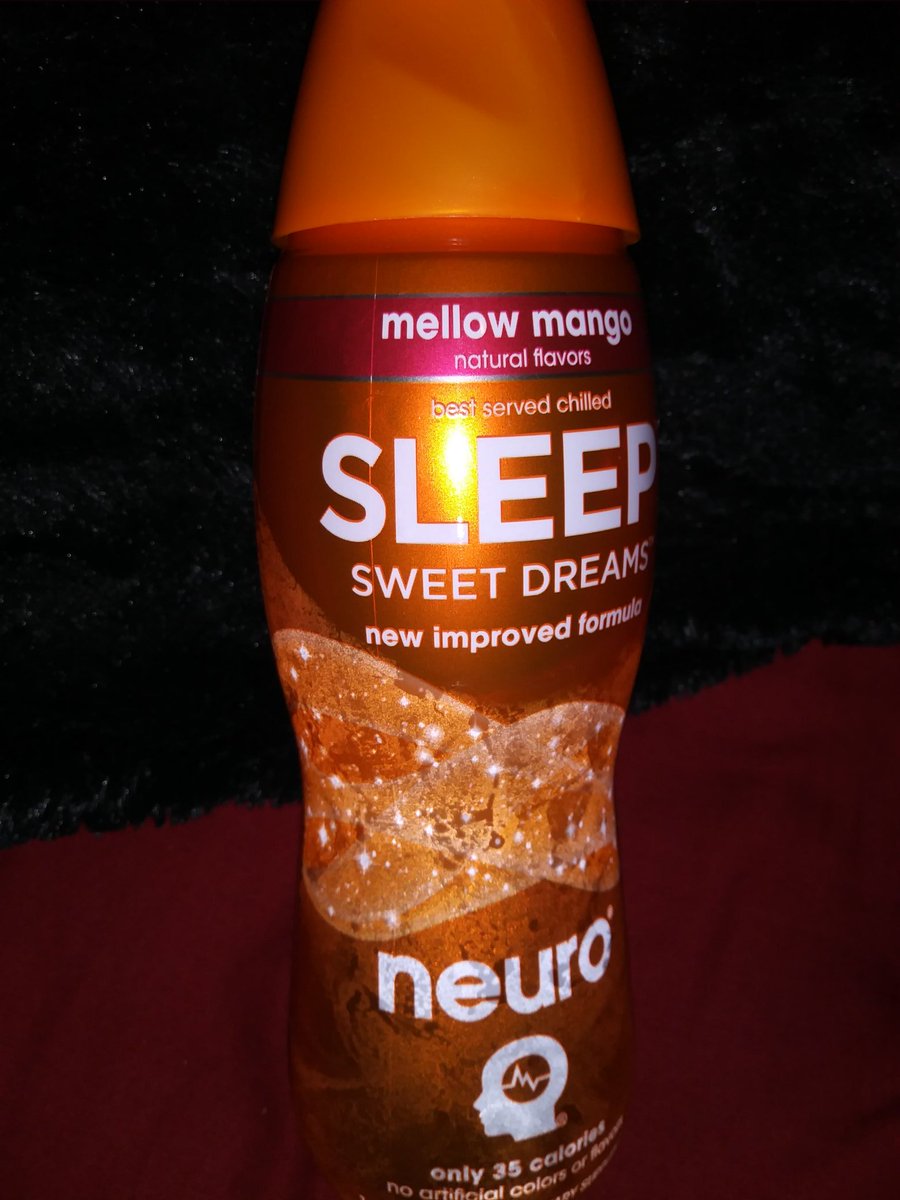 mellow mango
natural flavors
best served chilled
SLEEP
SWEET DREAMS™
new improved formula
neuro®
only 35 calories
no artificial colors or flavors